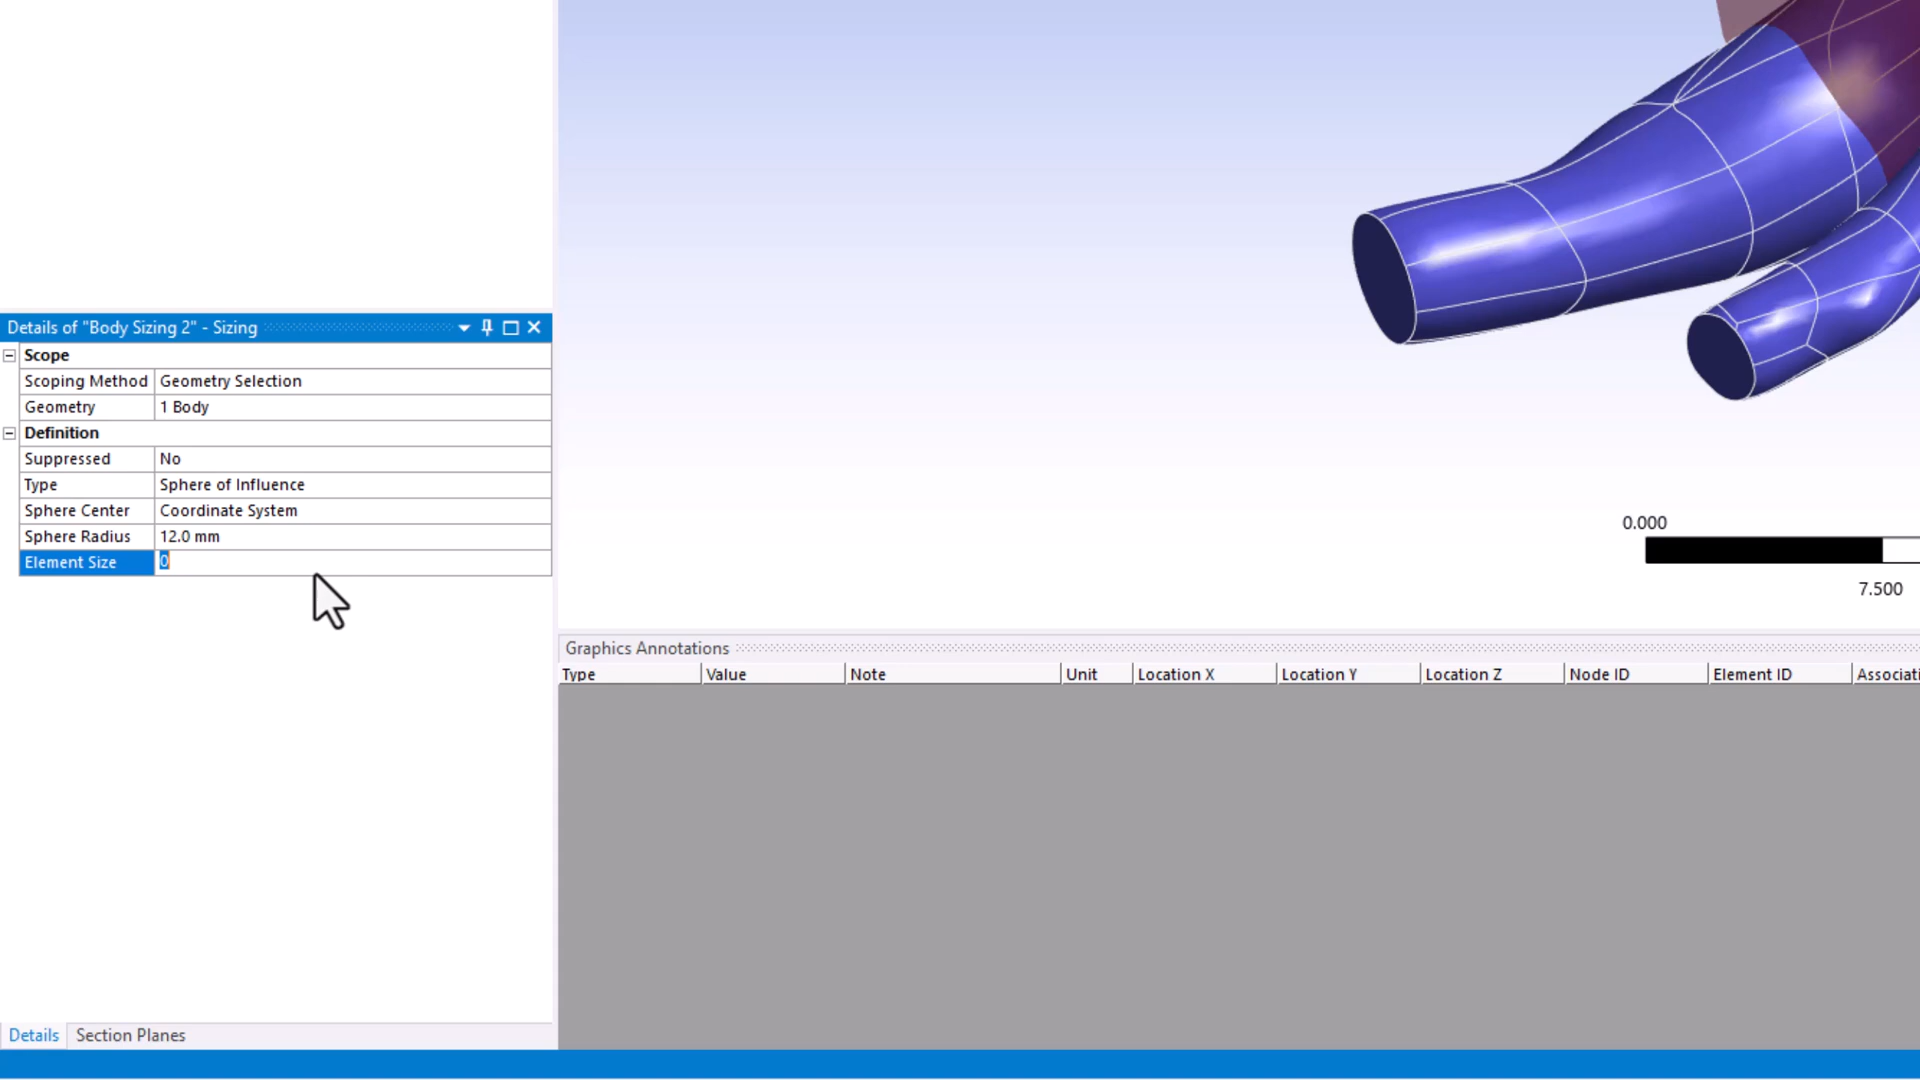 Details of "Body Sizing 2" - Sizing
Scope
Scoping Method Geometry Selection
Geometry 1 Body
Definition
Suppressed No
Type Sphere of Influence
Sphere Center Coordinate System
Sphere Radius 12.0 mm
Element Size 0
0.000
7.500
Graphics Annotations
Type Value Note Unit Location X Location Y Location Z Node ID Element ID Associati
Details Section Planes